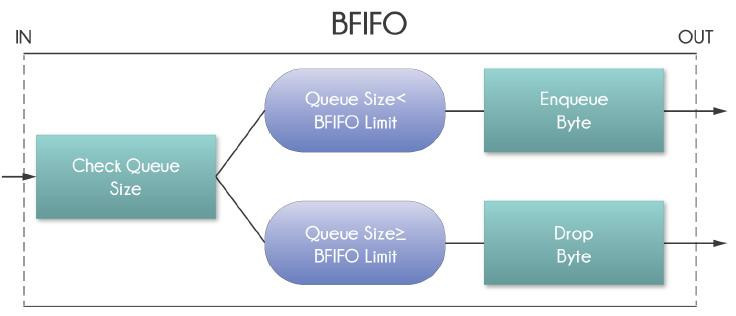 BFIFO
IN
OUT
Queue Size<
BFIFO Limit
Enqueue
Byte
Check Queue
Size
Queue Size≥
BFIFO Limit
Drop
Byte